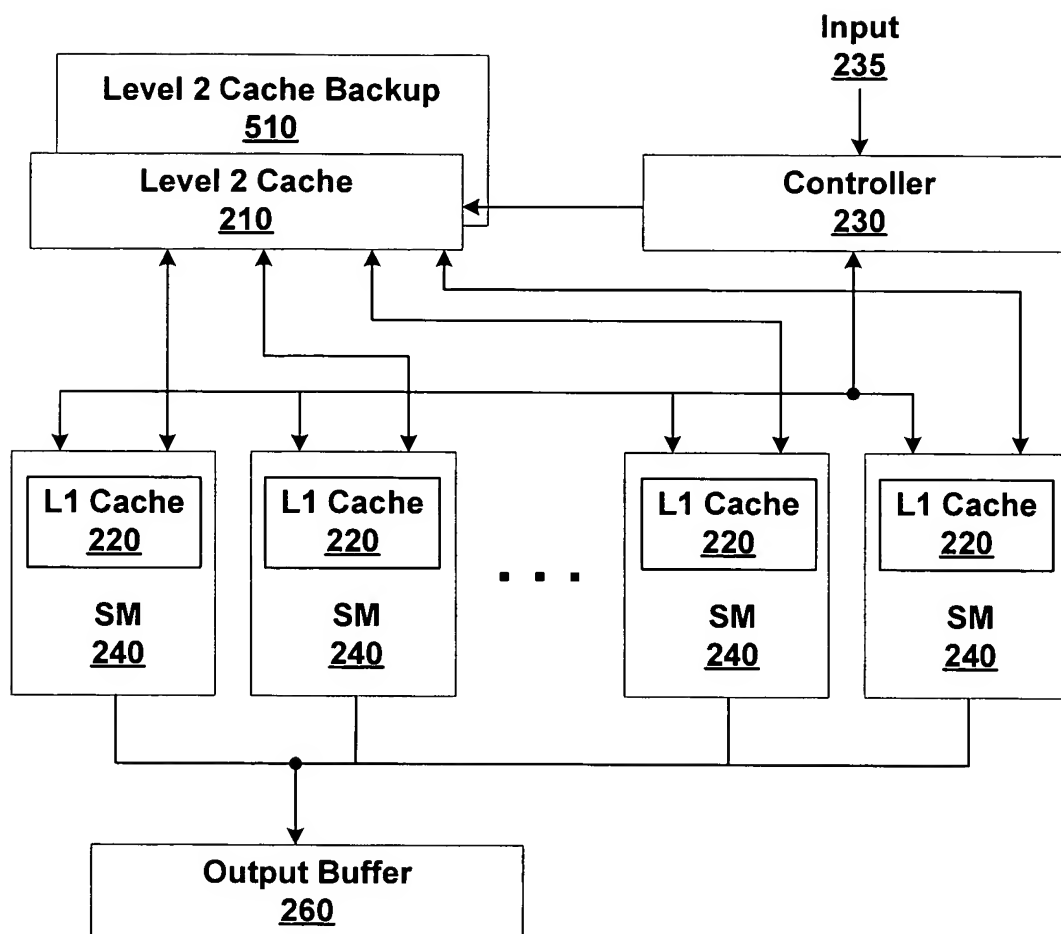 Input
235
Level 2 Cache Backup
510
Level 2 Cache
210
Controller
230
L1 Cache
220
SM
240
L1 Cache
220
SM
240
. . .
L1 Cache
220
SM
240
L1 Cache
220
SM
240
Output Buffer
260